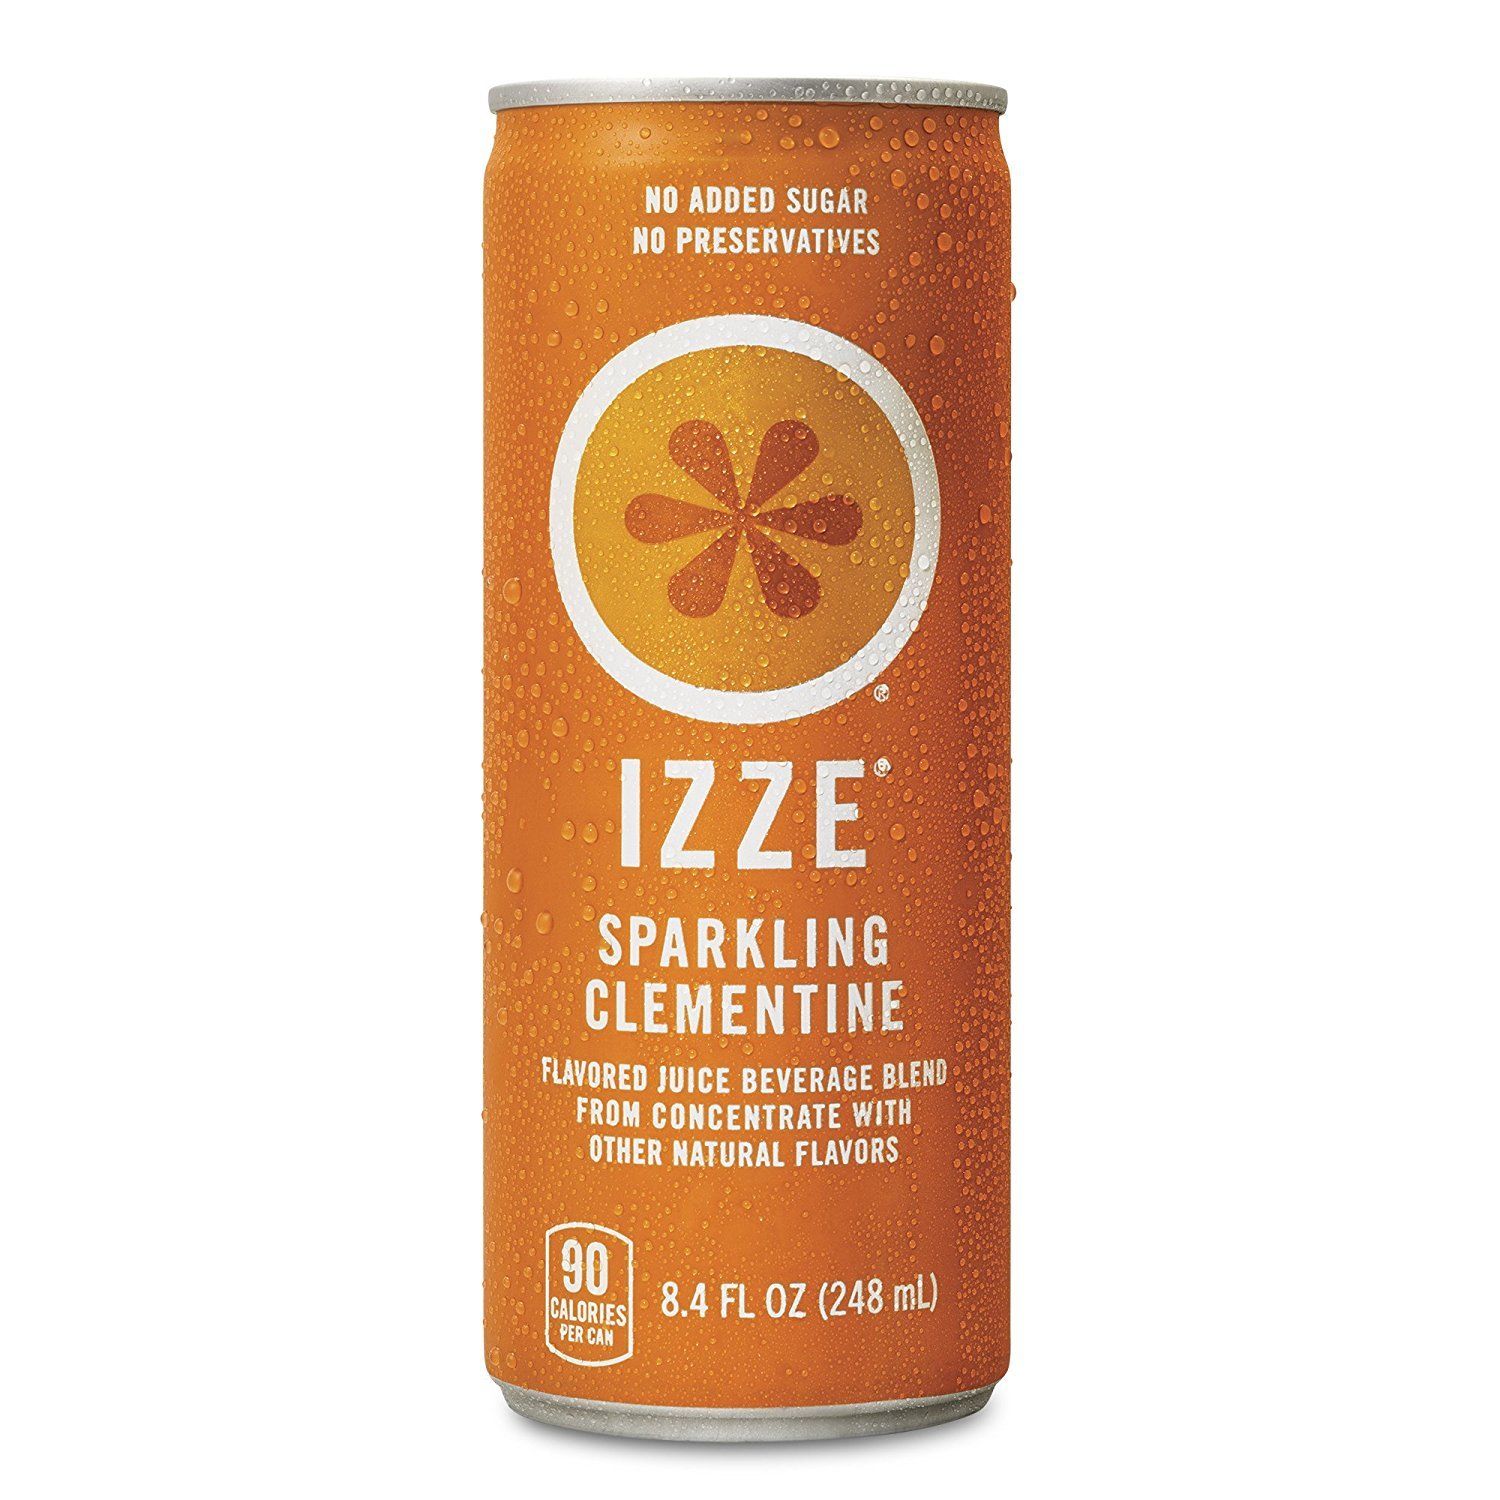 NO ADDED SUGAR
NO PRESERVATIVES
®
IZZE®
SPARKLING
CLEMENTINE
FLAVORED JUICE BEVERAGE BLEND
FROM CONCENTRATE WITH
OTHER NATURAL FLAVORS
90
CALORIES
PER CAN
8.4 FL OZ (248 mL)